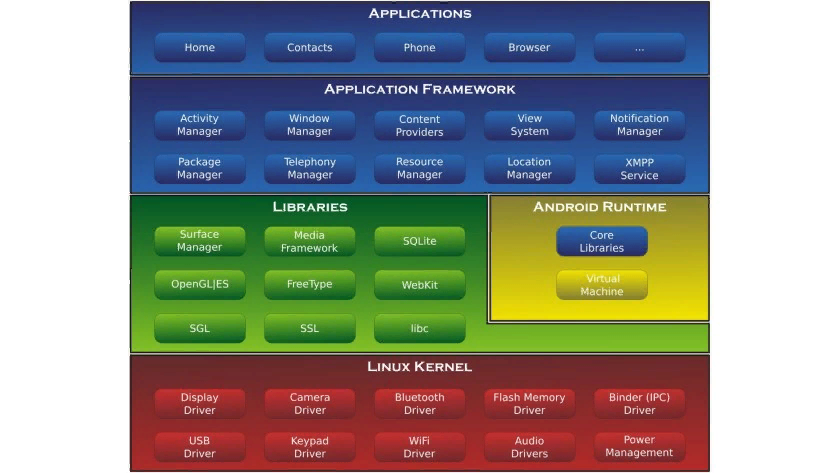 APPLICATIONS
Home
Contacts
Phone
Browser
...
APPLICATION FRAMEWORK
Activity
Manager
Window
Manager
Content
Providers
View
System
Notification
Manager
Package
Manager
Telephony
Manager
Resource
Manager
Location
Manager
XMPP
Service
LIBRARIES
Surface
Manager
Media
Framework
SQLite
OpenGL|ES
FreeType
WebKit
SGL
SSL
libc
ANDROID RUNTIME
Core
Libraries
Virtual
Machine
LINUX KERNEL
Display
Driver
Camera
Driver
Bluetooth
Driver
Flash Memory
Driver
Binder (IPC)
Driver
USB
Driver
Keypad
Driver
WiFi
Driver
Audio
Drivers
Power
Management